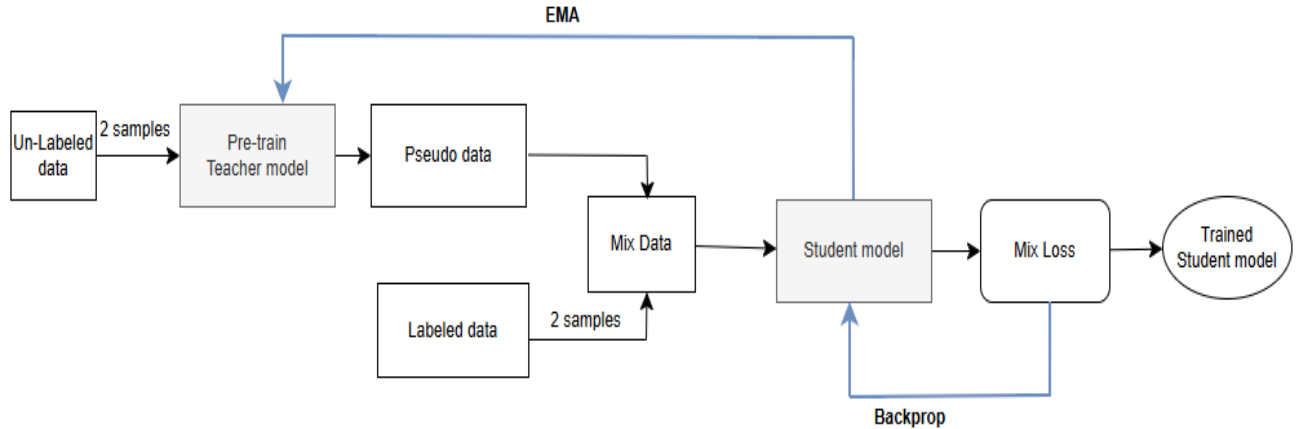 EMA
Un-Labeled
data
2 samples
Pre-train
Teacher model
Pseudo data
Mix Data
Labeled data
2 samples
Student model
Mix Loss
Trained
Student model
Backprop